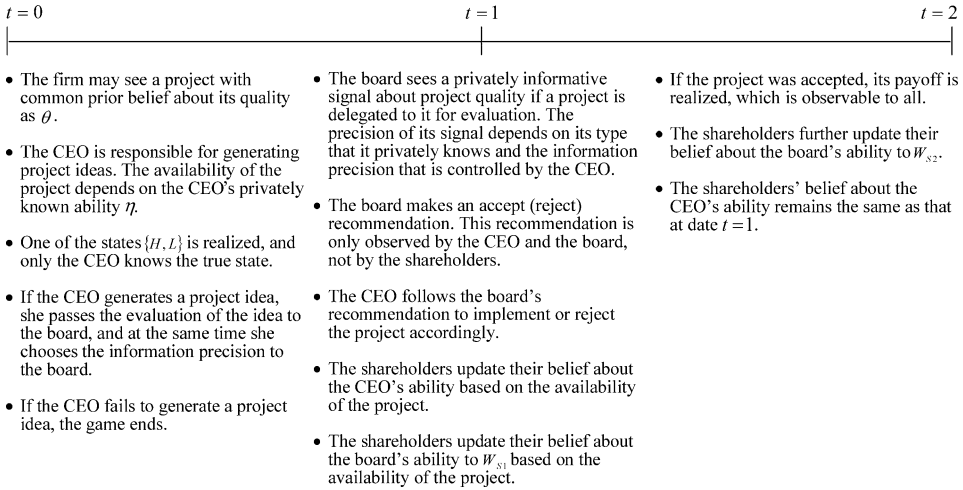 t = 0
t = 1
t = 2
• The firm may see a project with
common prior belief about its quality
as θ.
• The CEO is responsible for generating
project ideas. The availability of the
project depends on the CEO's privately
known ability η.
• One of the states {H, L} is realized, and
only the CEO knows the true state.
• If the CEO generates a project idea,
she passes the evaluation of the idea to
the board, and at the same time she
chooses the information precision to
the board.
• If the CEO fails to generate a project
idea, the game ends.
• The board sees a privately informative
signal about project quality if a project is
delegated to it for evaluation. The
precision of its signal depends on its type
that it privately knows and the information
precision that is controlled by the CEO.
• The board makes an accept (reject)
recommendation. This recommendation is
only observed by the CEO and the board,
not by the shareholders.
• The CEO follows the board's
recommendation to implement or reject
the project accordingly.
• The shareholders update their belief about
the CEO's ability based on the availability
of the project.
• The shareholders update their belief about
the board's ability to W_{S1} based on the
availability of the project.
• If the project was accepted, its payoff is
realized, which is observable to all.
• The shareholders further update their
belief about the board's ability to W_{S2}.
• The shareholders' belief about the
CEO's ability remains the same as that
at date t = 1.